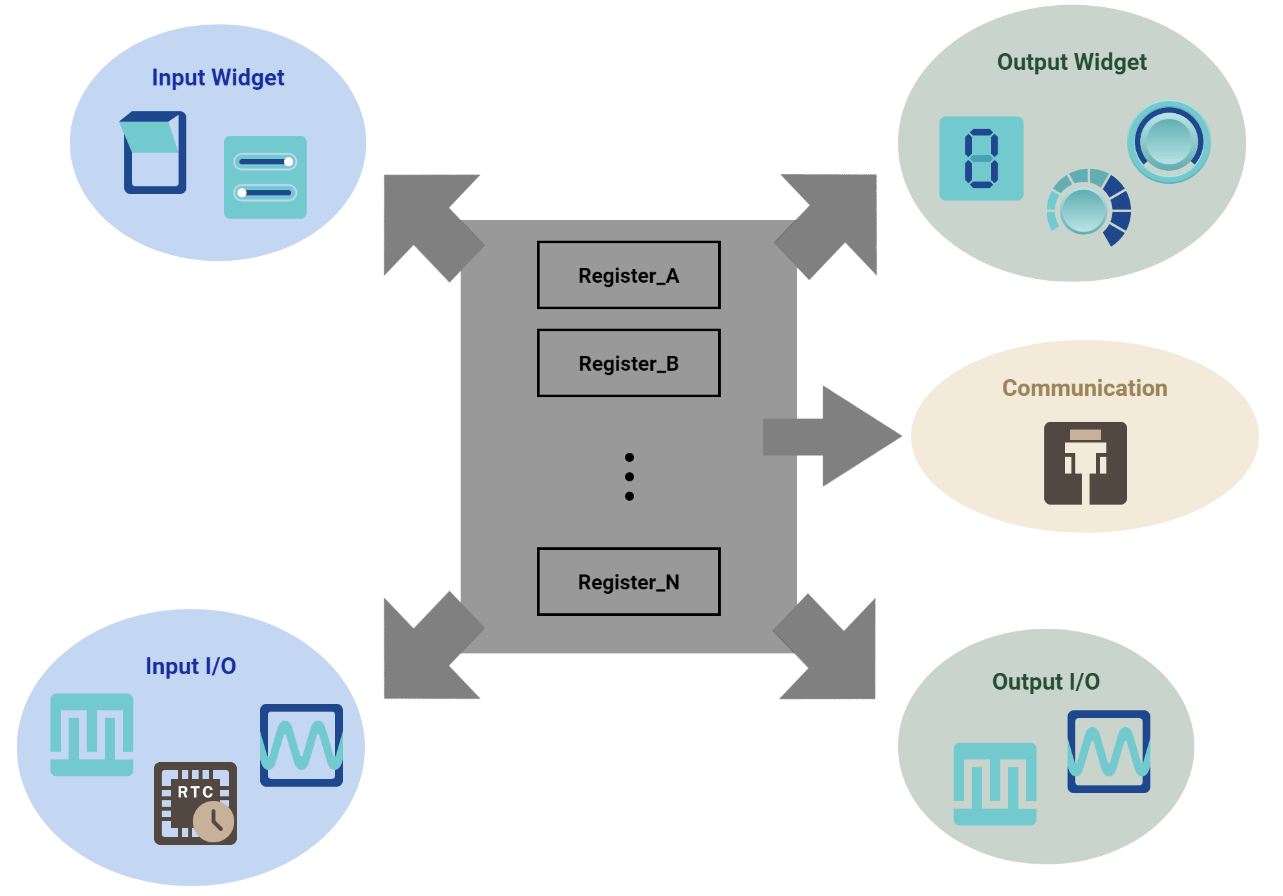 Input Widget
Output Widget
Register_A
Register_B
Communication
Register_N
Input I/O
Output I/O
RTC